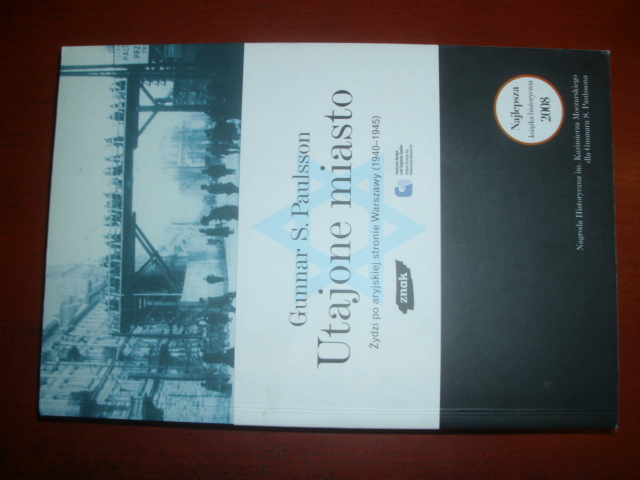 Gunnar S. Paulsson
Utajone miasto
Żydzi po aryjskiej stronie Warszawy (1940–1945)
znak
Najlepsza
książka historyczna
2008
Nagroda Historyczna im. Kazimierza Moczarskiego
dla Gunnara S. Paulssona